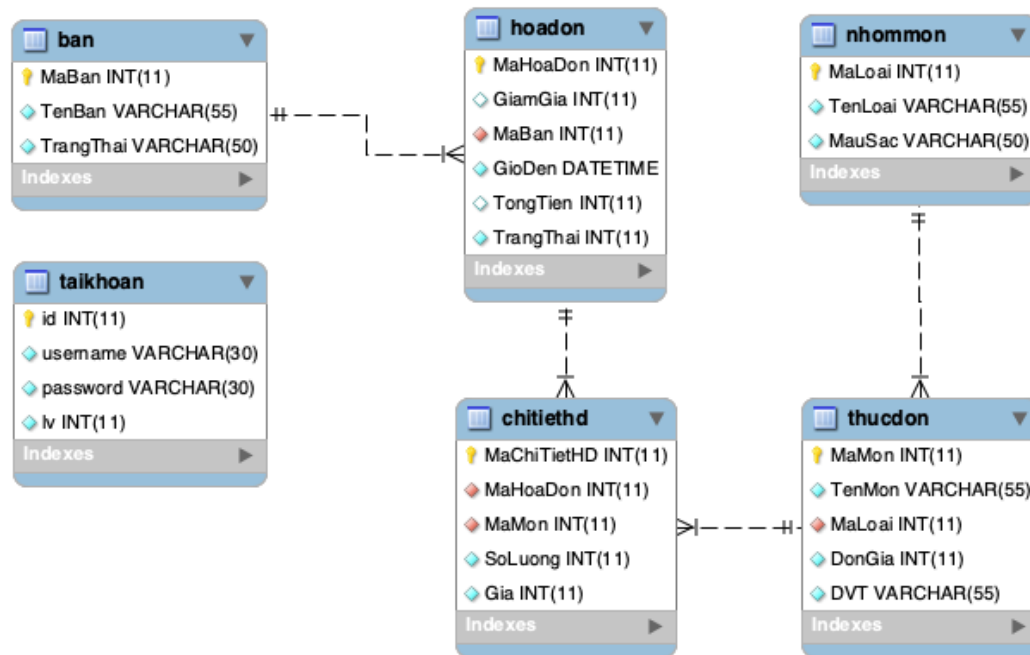 ban
MaBan INT(11)
TenBan VARCHAR(55)
TrangThai VARCHAR(50)
Indexes
taikhoan
id INT(11)
username VARCHAR(30)
password VARCHAR(30)
lv INT(11)
Indexes
hoadon
MaHoaDon INT(11)
GiamGia INT(11)
MaBan INT(11)
GioDen DATETIME
TongTien INT(11)
TrangThai INT(11)
Indexes
chitiethd
MaChiTietHD INT(11)
MaHoaDon INT(11)
MaMon INT(11)
SoLuong INT(11)
Gia INT(11)
Indexes
nhommon
MaLoai INT(11)
TenLoai VARCHAR(55)
MauSac VARCHAR(50)
Indexes
thucdon
MaMon INT(11)
TenMon VARCHAR(55)
MaLoai INT(11)
DonGia INT(11)
DVT VARCHAR(55)
Indexes